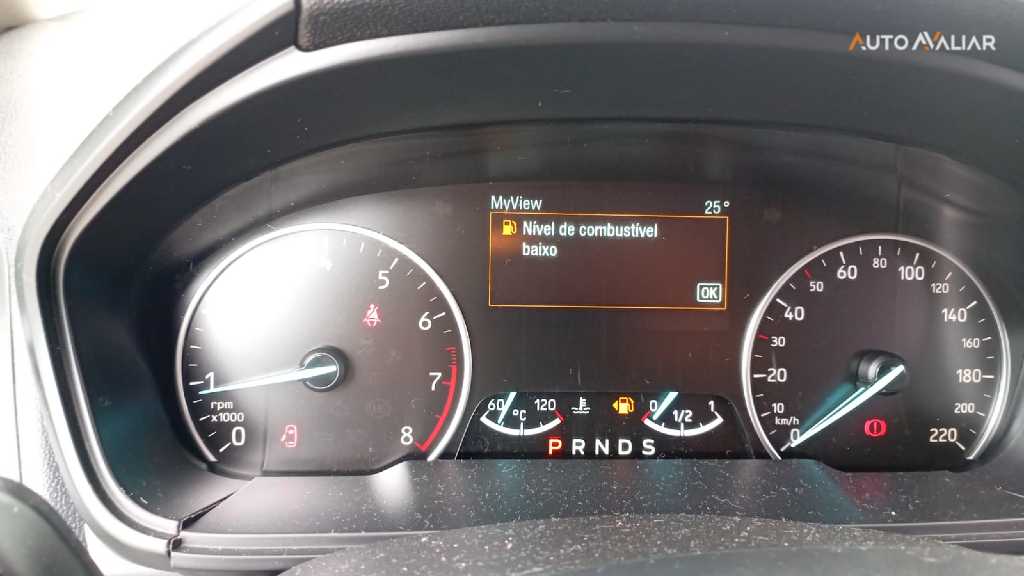 AUTO AVALIAR
MyView 25°
Nível de combustível
baixo
OK
5
6
7
8
1
rpm
x1000
0
60 °C 120
0 1/2 1
P R N D S
0
10
km/h
20
30
40
50
60
80
100
120
140
160
180
200
220